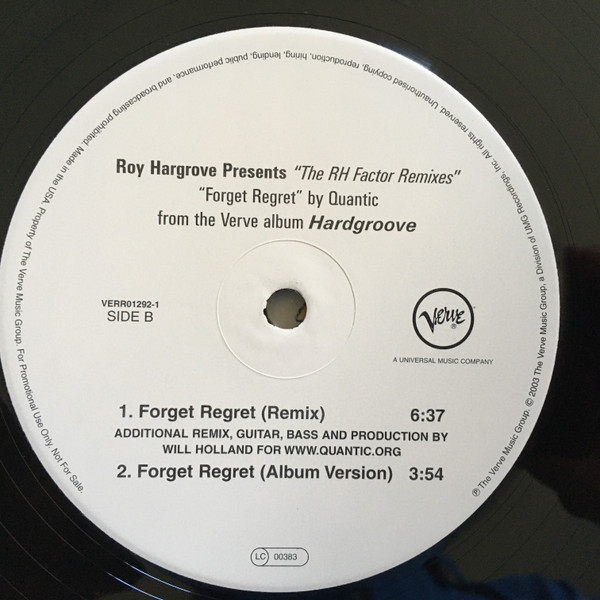 Roy Hargrove Presents "The RH Factor Remixes"
"Forget Regret" by Quantic
from the Verve album Hardgroove
VERR01292-1
SIDE B
Verve®
A UNIVERSAL MUSIC COMPANY
1. Forget Regret (Remix) 6:37
ADDITIONAL REMIX, GUITAR, BASS AND PRODUCTION BY
WILL HOLLAND FOR WWW.QUANTIC.ORG
2. Forget Regret (Album Version) 3:54
LC 00383
℗ The Verve Music Group. © 2003 The Verve Music Group, a Division of UMG Recordings, Inc. All rights reserved. Unauthorised copying, reproduction, hiring, lending, public performance, and broadcasting prohibited. Made in the USA. Property of The Verve Music Group. For Promotional Use Only. Not For Sale.